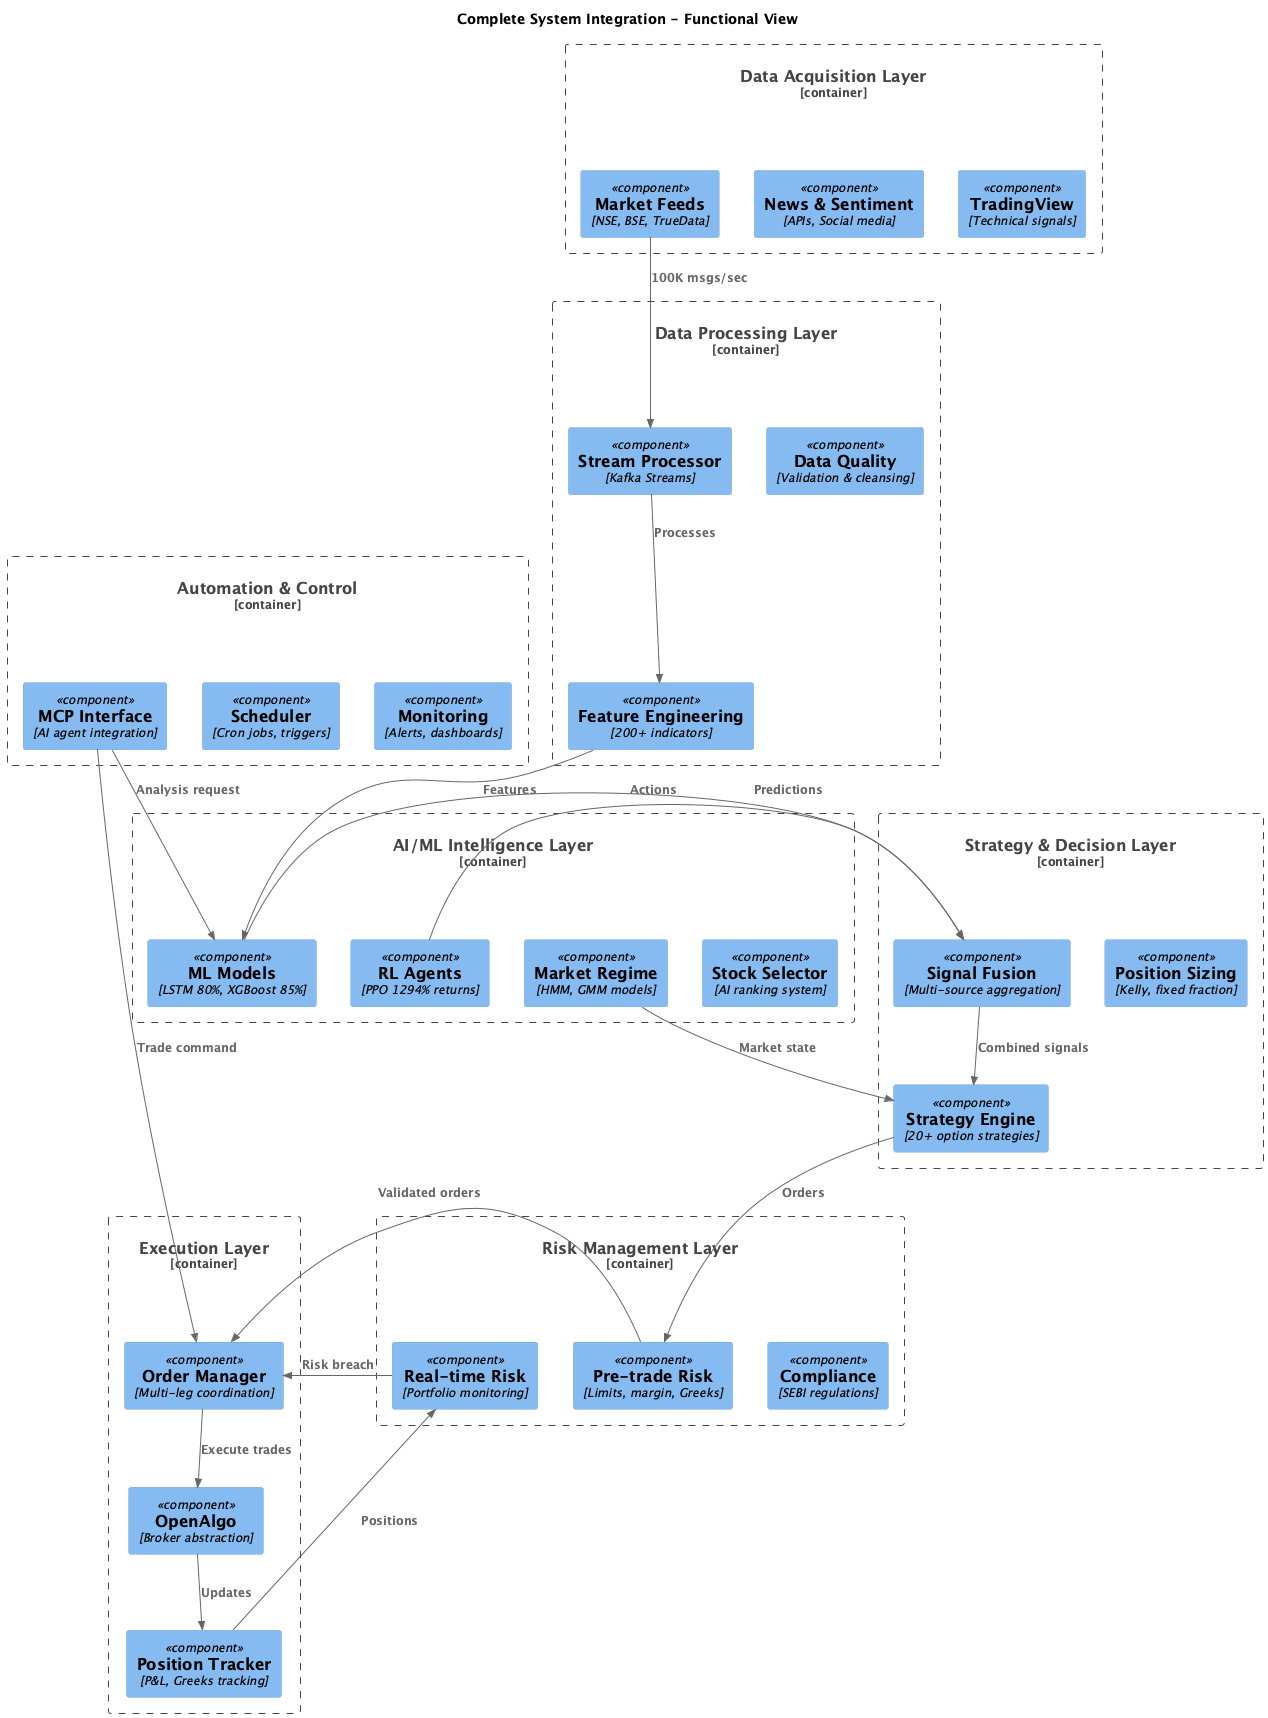 Complete System Integration – Functional View
Data Acquisition Layer
[container]
«component»
Market Feeds
[NSE, BSE, TrueData]
«component»
News & Sentiment
[APIs, Social media]
«component»
TradingView
[Technical signals]
100K msgs/sec
Data Processing Layer
[container]
«component»
Stream Processor
[Kafka Streams]
«component»
Data Quality
[Validation & cleansing]
Processes
«component»
Feature Engineering
[200+ indicators]
Automation & Control
[container]
«component»
MCP Interface
[AI agent integration]
«component»
Scheduler
[Cron jobs, triggers]
«component»
Monitoring
[Alerts, dashboards]
Analysis request
Features
Actions
Predictions
AI/ML Intelligence Layer
[container]
«component»
ML Models
[LSTM 80%, XGBoost 85%]
«component»
RL Agents
[PPO 1294% returns]
«component»
Market Regime
[HMM, GMM models]
«component»
Stock Selector
[AI ranking system]
Strategy & Decision Layer
[container]
«component»
Signal Fusion
[Multi-source aggregation]
«component»
Position Sizing
[Kelly, fixed fraction]
Trade command
Market state
Combined signals
«component»
Strategy Engine
[20+ option strategies]
Validated orders
Orders
Execution Layer
[container]
Risk Management Layer
[container]
«component»
Order Manager
[Multi-leg coordination]
Risk breach
«component»
Real-time Risk
[Portfolio monitoring]
«component»
Pre-trade Risk
[Limits, margin, Greeks]
«component»
Compliance
[SEBI regulations]
Execute trades
«component»
OpenAlgo
[Broker abstraction]
Positions
Updates
«component»
Position Tracker
[P&L, Greeks tracking]